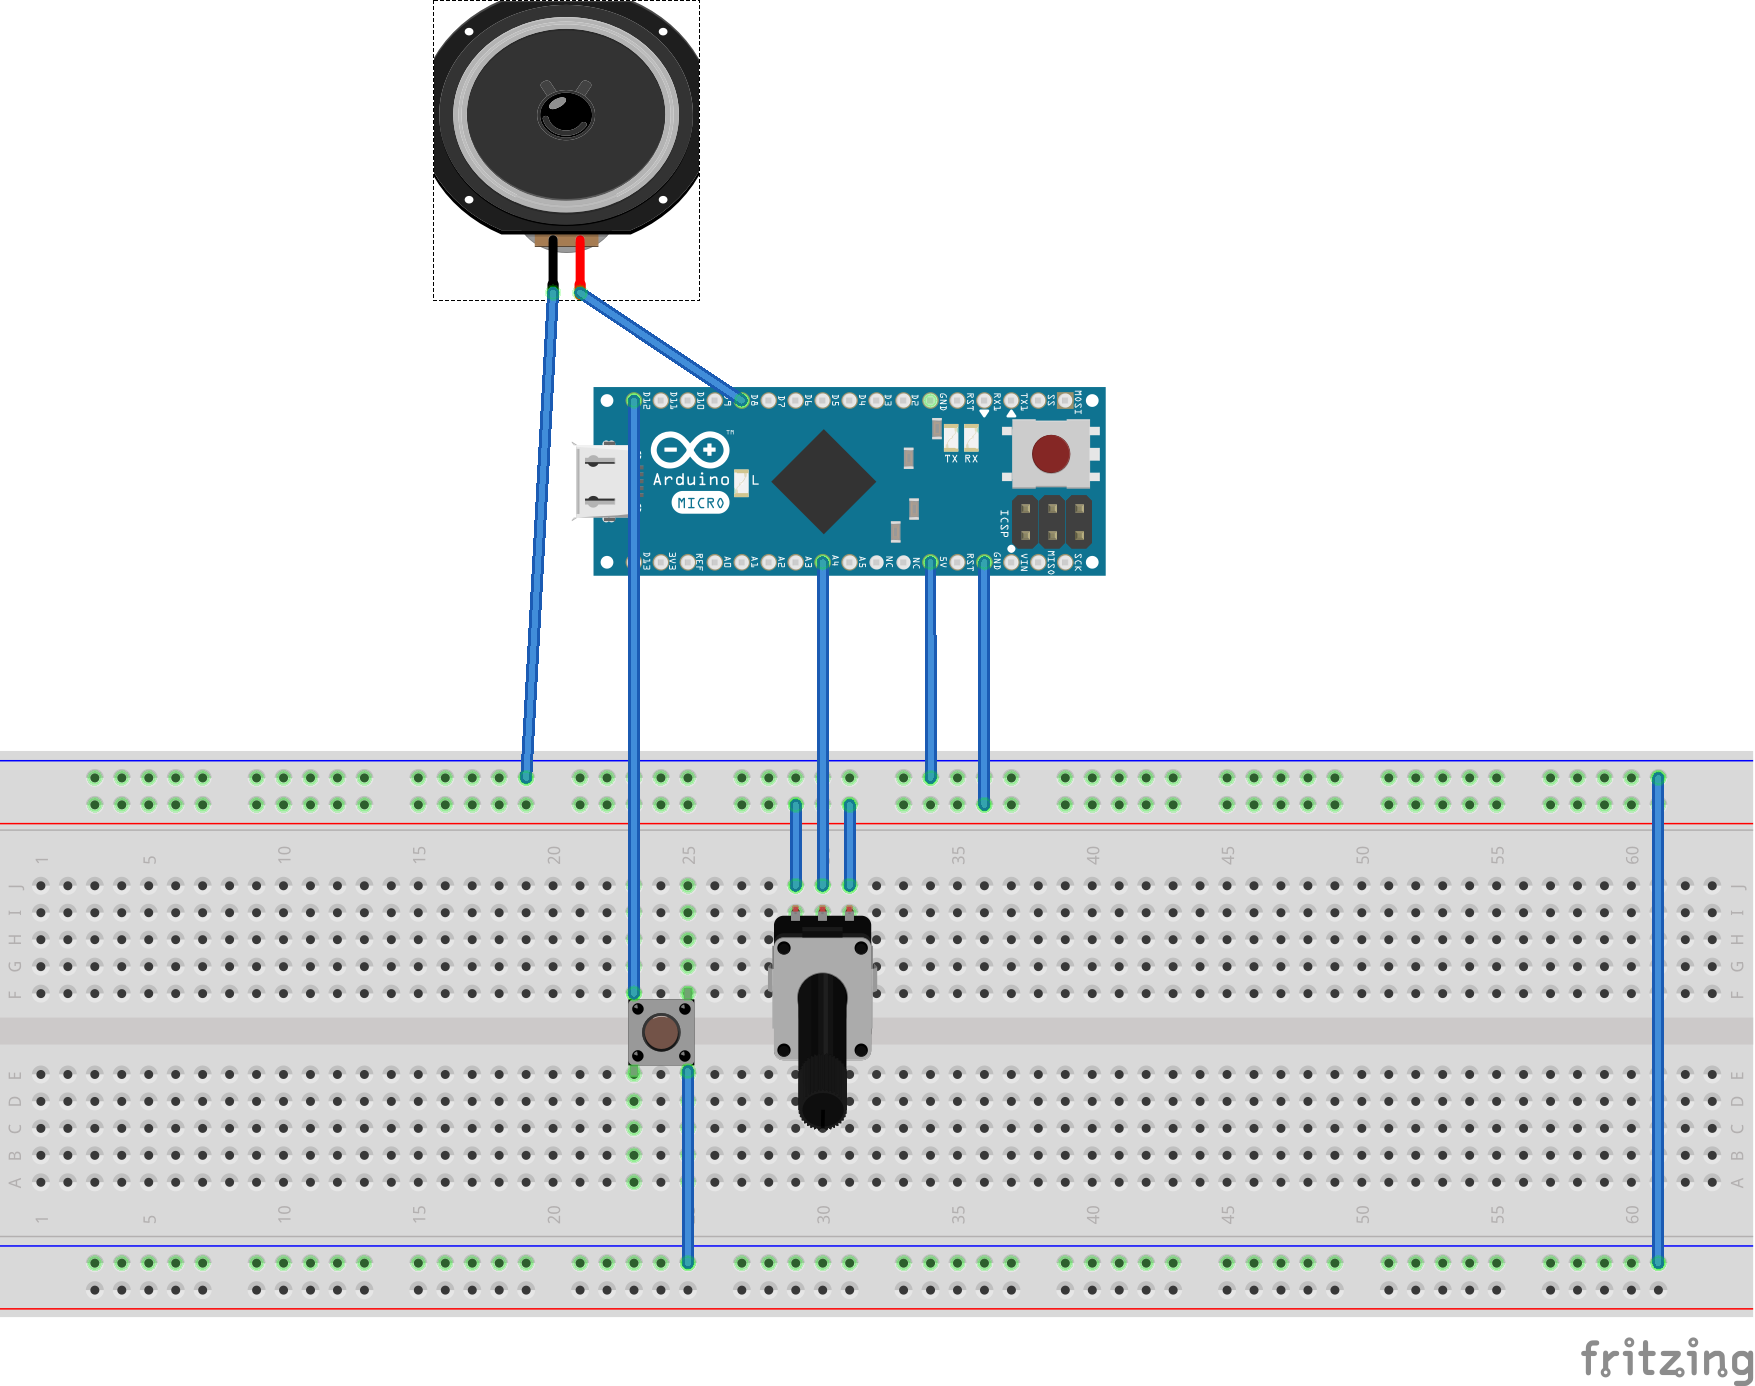 D12 D11 D10 D9 D8 D7 D6 D5 D4 D3 D2 GND RST RX1 TX1 SS MOSI
™
Arduino L
MICRO
TX RX
ICSP
D13 3V3 REF A0 A1 A2 A3 A4 A5 NC NC 5V RST GND VIN MISO SCK
1 5 10 15 20 25 35 40 45 50 55 60
J J
I I
H H
G G
F F
E E
D D
C C
B B
A A
1 5 10 15 20 30 35 40 45 50 55 60
fritzing